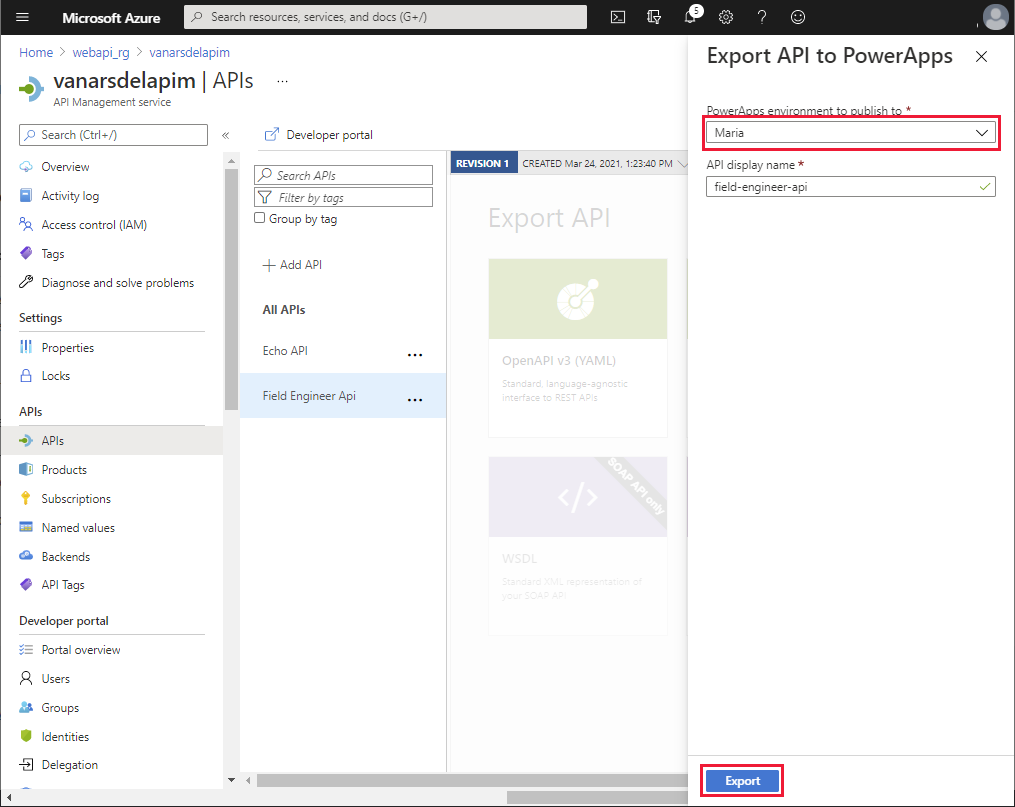 Microsoft Azure
Search resources, services, and docs (G+/)
5
Home > webapi_rg > vanarsdelapim
vanarsdelapim | APIs ...
API Management service
Search (Ctrl+/) «
Overview
Activity log
Access control (IAM)
Tags
Diagnose and solve problems
Settings
Properties
Locks
APIs
APIs
Products
Subscriptions
Named values
Backends
API Tags
Developer portal
Portal overview
Users
Groups
Identities
Delegation
Developer portal
Search APIs
Filter by tags
Group by tag
+ Add API
All APIs
Echo API ...
Field Engineer Api ...
REVISION 1 CREATED Mar 24, 2021, 1:23:40 PM
Export API
OpenAPI v3 (YAML)
Standard, language-agnostic
interface to REST APIs
SOAP API only
WSDL
Standard XML representation of
your SOAP API
Export API to PowerApps
PowerApps environment to publish to *
Maria
API display name *
field-engineer-api
Export